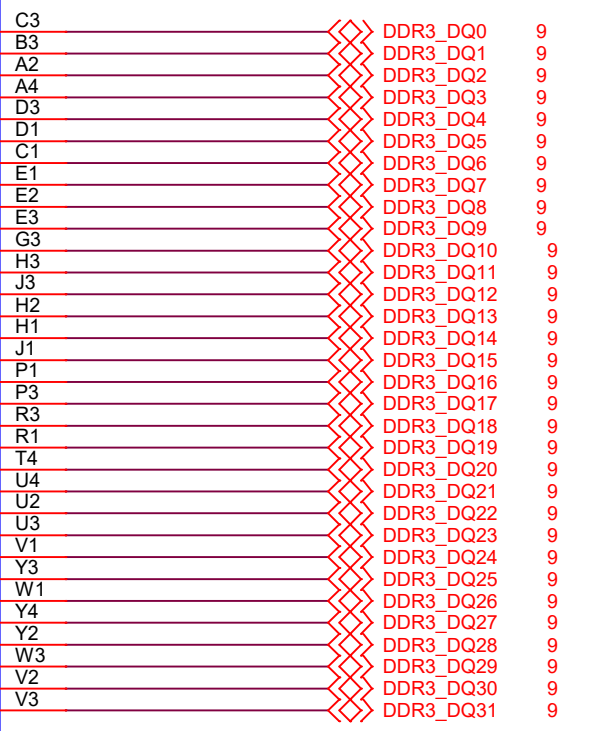 C3 DDR3_DQ0 9
B3 DDR3_DQ1 9
A2 DDR3_DQ2 9
A4 DDR3_DQ3 9
D3 DDR3_DQ4 9
D1 DDR3_DQ5 9
C1 DDR3_DQ6 9
E1 DDR3_DQ7 9
E2 DDR3_DQ8 9
E3 DDR3_DQ9 9
G3 DDR3_DQ10 9
H3 DDR3_DQ11 9
J3 DDR3_DQ12 9
H2 DDR3_DQ13 9
H1 DDR3_DQ14 9
J1 DDR3_DQ15 9
P1 DDR3_DQ16 9
P3 DDR3_DQ17 9
R3 DDR3_DQ18 9
R1 DDR3_DQ19 9
T4 DDR3_DQ20 9
U4 DDR3_DQ21 9
U2 DDR3_DQ22 9
U3 DDR3_DQ23 9
V1 DDR3_DQ24 9
Y3 DDR3_DQ25 9
W1 DDR3_DQ26 9
Y4 DDR3_DQ27 9
Y2 DDR3_DQ28 9
W3 DDR3_DQ29 9
V2 DDR3_DQ30 9
V3 DDR3_DQ31 9